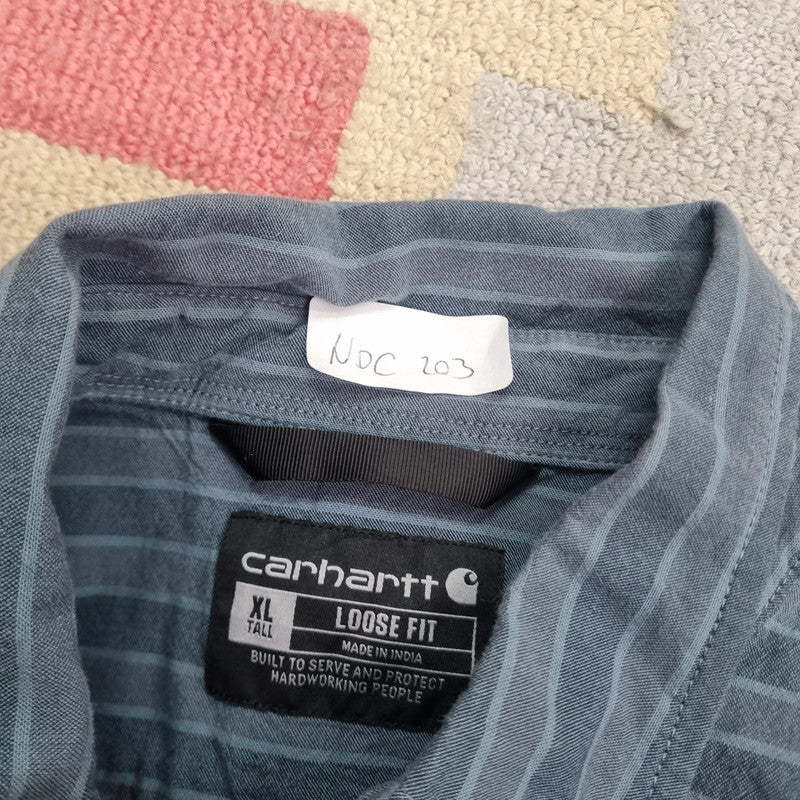 NDC 203
carhartt
XL
TALL
LOOSE FIT
MADE IN INDIA
BUILT TO SERVE AND PROTECT
HARDWORKING PEOPLE